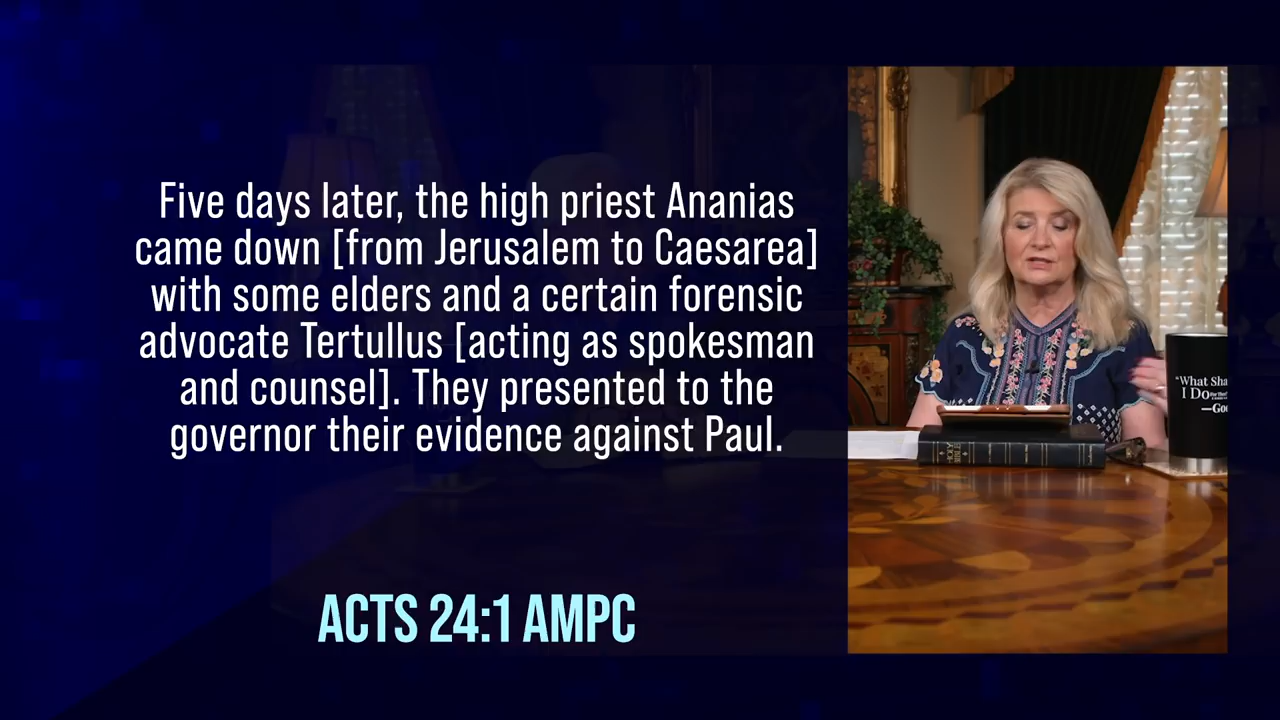 Five days later, the high priest Ananias
came down [from Jerusalem to Caesarea]
with some elders and a certain forensic
advocate Tertullus [acting as spokesman
and counsel]. They presented to the
governor their evidence against Paul.
ACTS 24:1 AMPC
"What Sha
I Do
—Go
HOLY
BIBLE